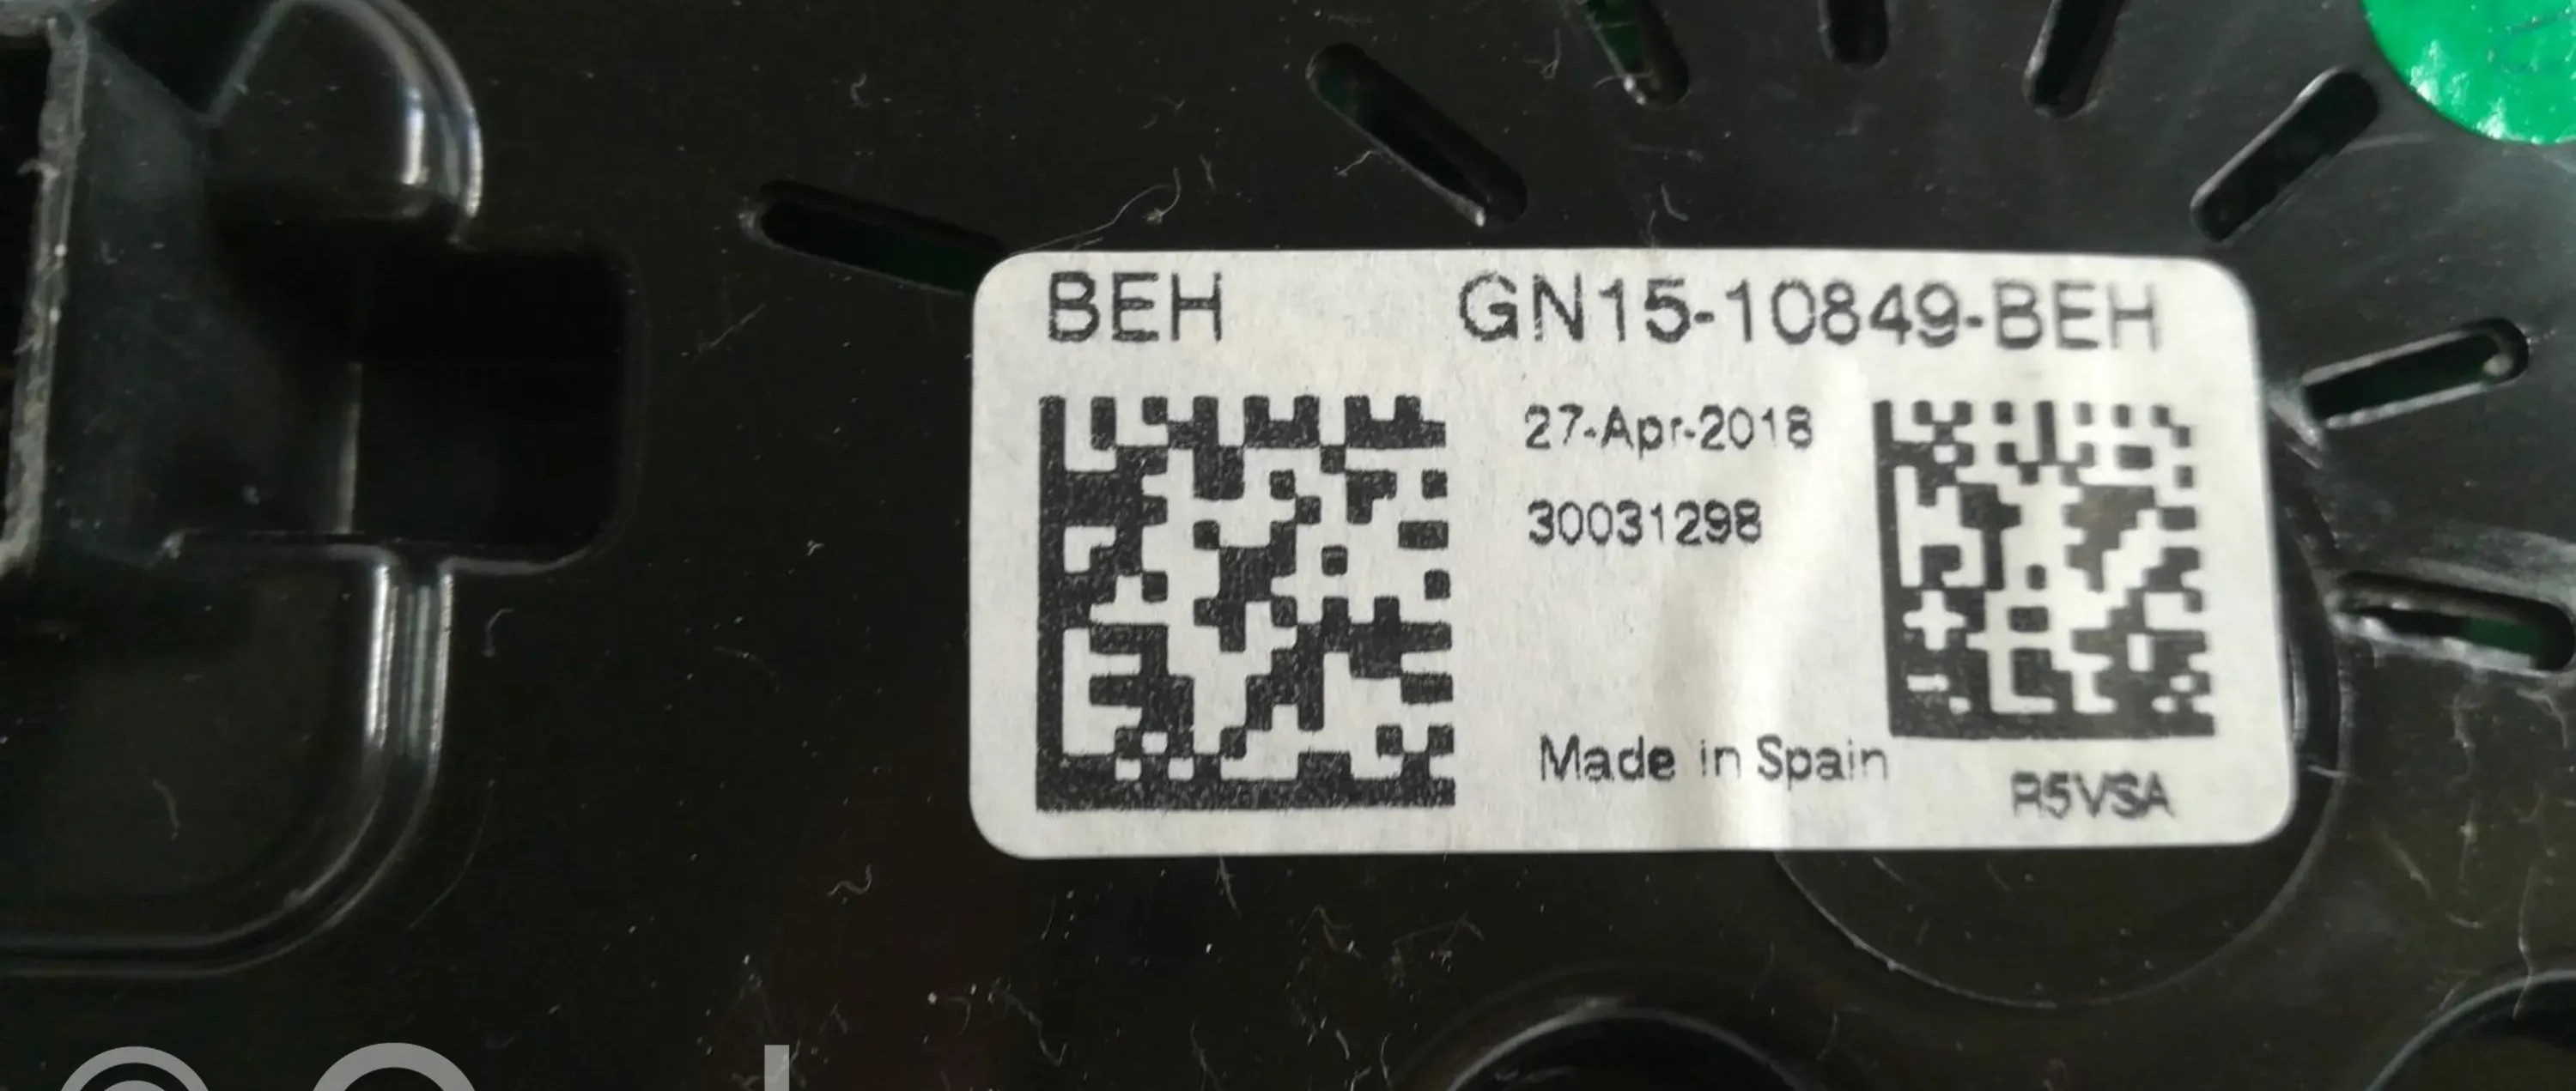 BEH GN15-10849-BEH
27-Apr-2018
30031298
Made in Spain
R5VSA